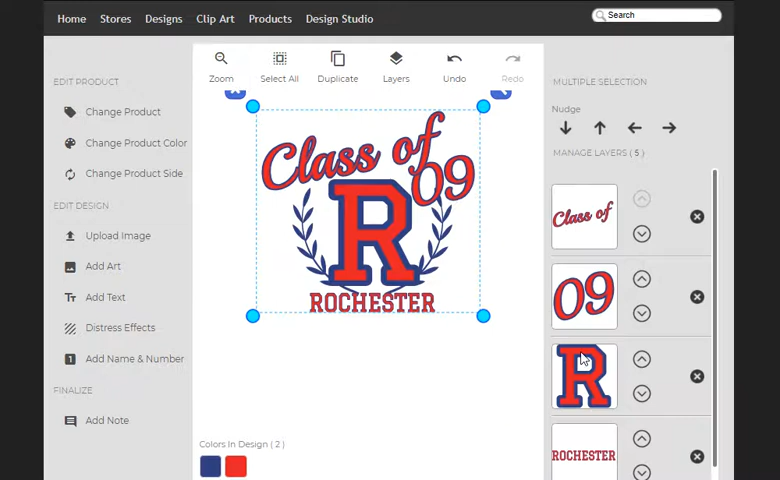 Home Stores Designs Clip Art Products Design Studio Search
EDIT PRODUCT
Change Product
Change Product Color
Change Product Side
EDIT DESIGN
Upload Image
Add Art
Add Text
Distress Effects
Add Name & Number
FINALIZE
Add Note
Zoom Select All Duplicate Layers Undo Redo
Class of
09
R
ROCHESTER
Colors In Design ( 2 )
MULTIPLE SELECTION
Nudge
MANAGE LAYERS ( 5 )
Class of
09
R
ROCHESTER